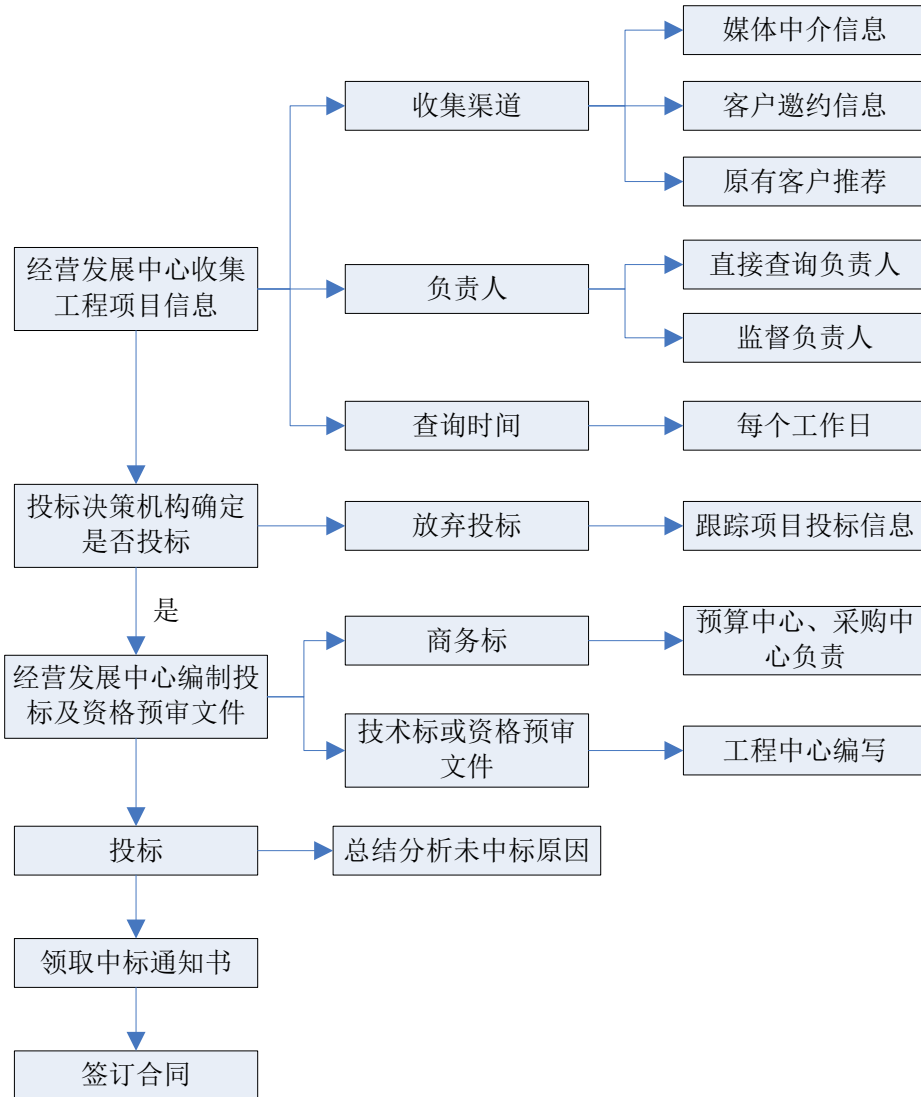 媒体中介信息
收集渠道
客户邀约信息
原有客户推荐
经营发展中心收集
工程项目信息
负责人
直接查询负责人
监督负责人
查询时间
每个工作日
投标决策机构确定
是否投标
放弃投标
跟踪项目投标信息
是
经营发展中心编制投
标及资格预审文件
商务标
预算中心、采购中
心负责
技术标或资格预审
文件
工程中心编写
投标
总结分析未中标原因
领取中标通知书
签订合同